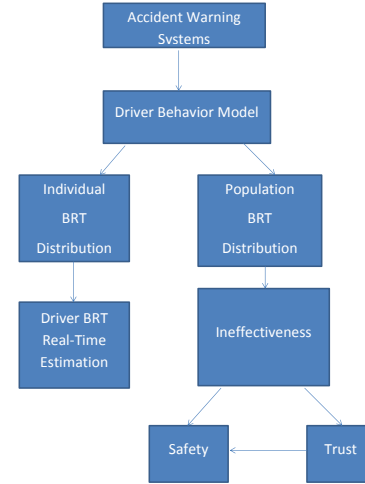 Accident Warning
Systems
Driver Behavior Model
Individual
BRT
Distribution
Population
BRT
Distribution
Driver BRT
Real-Time
Estimation
Ineffectiveness
Safety
Trust